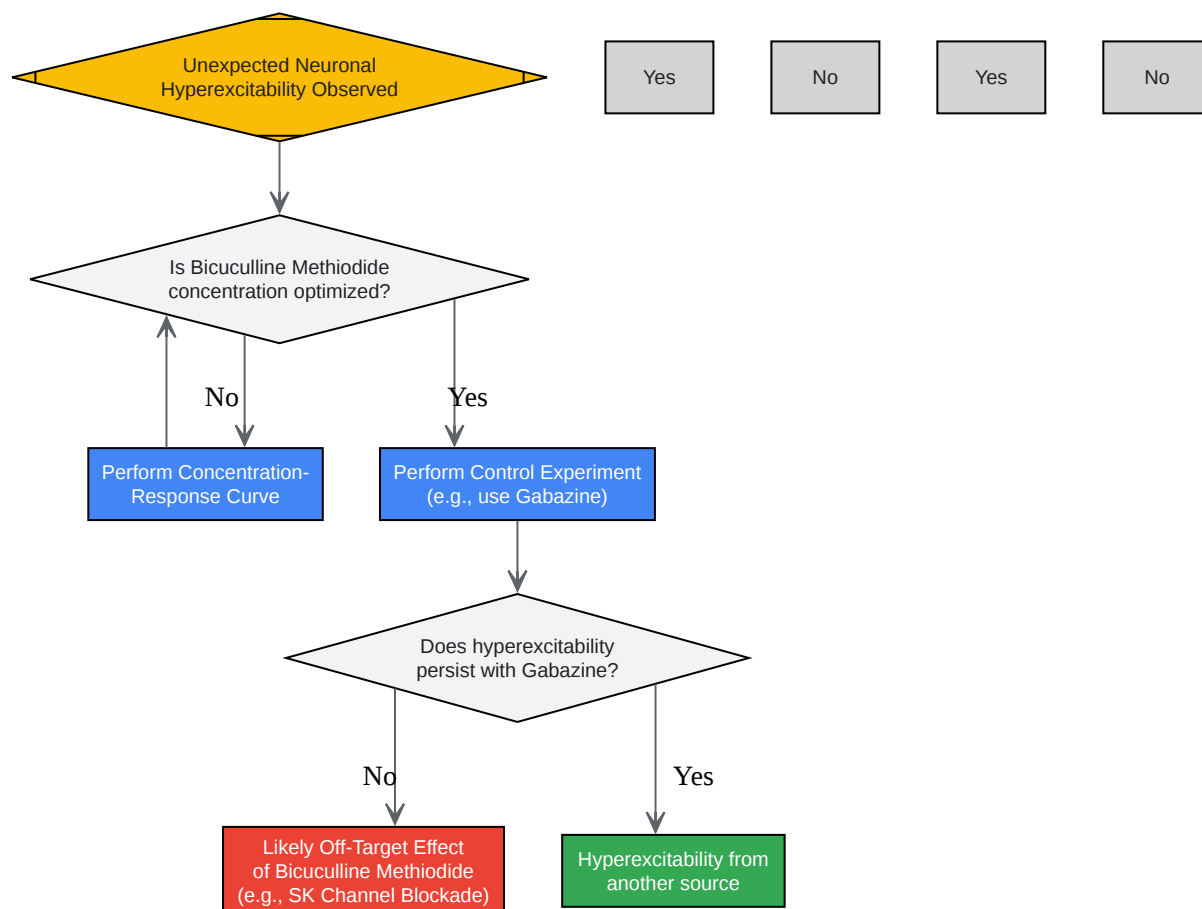 Unexpected Neuronal
Hyperexcitability Observed
Yes
No
Yes
No
Is Bicuculline Methiodide
concentration optimized?
No
Yes
Perform Concentration-
Response Curve
Perform Control Experiment
(e.g., use Gabazine)
Does hyperexcitability
persist with Gabazine?
No
Yes
Likely Off-Target Effect
of Bicuculline Methiodide
(e.g., SK Channel Blockade)
Hyperexcitability from
another source